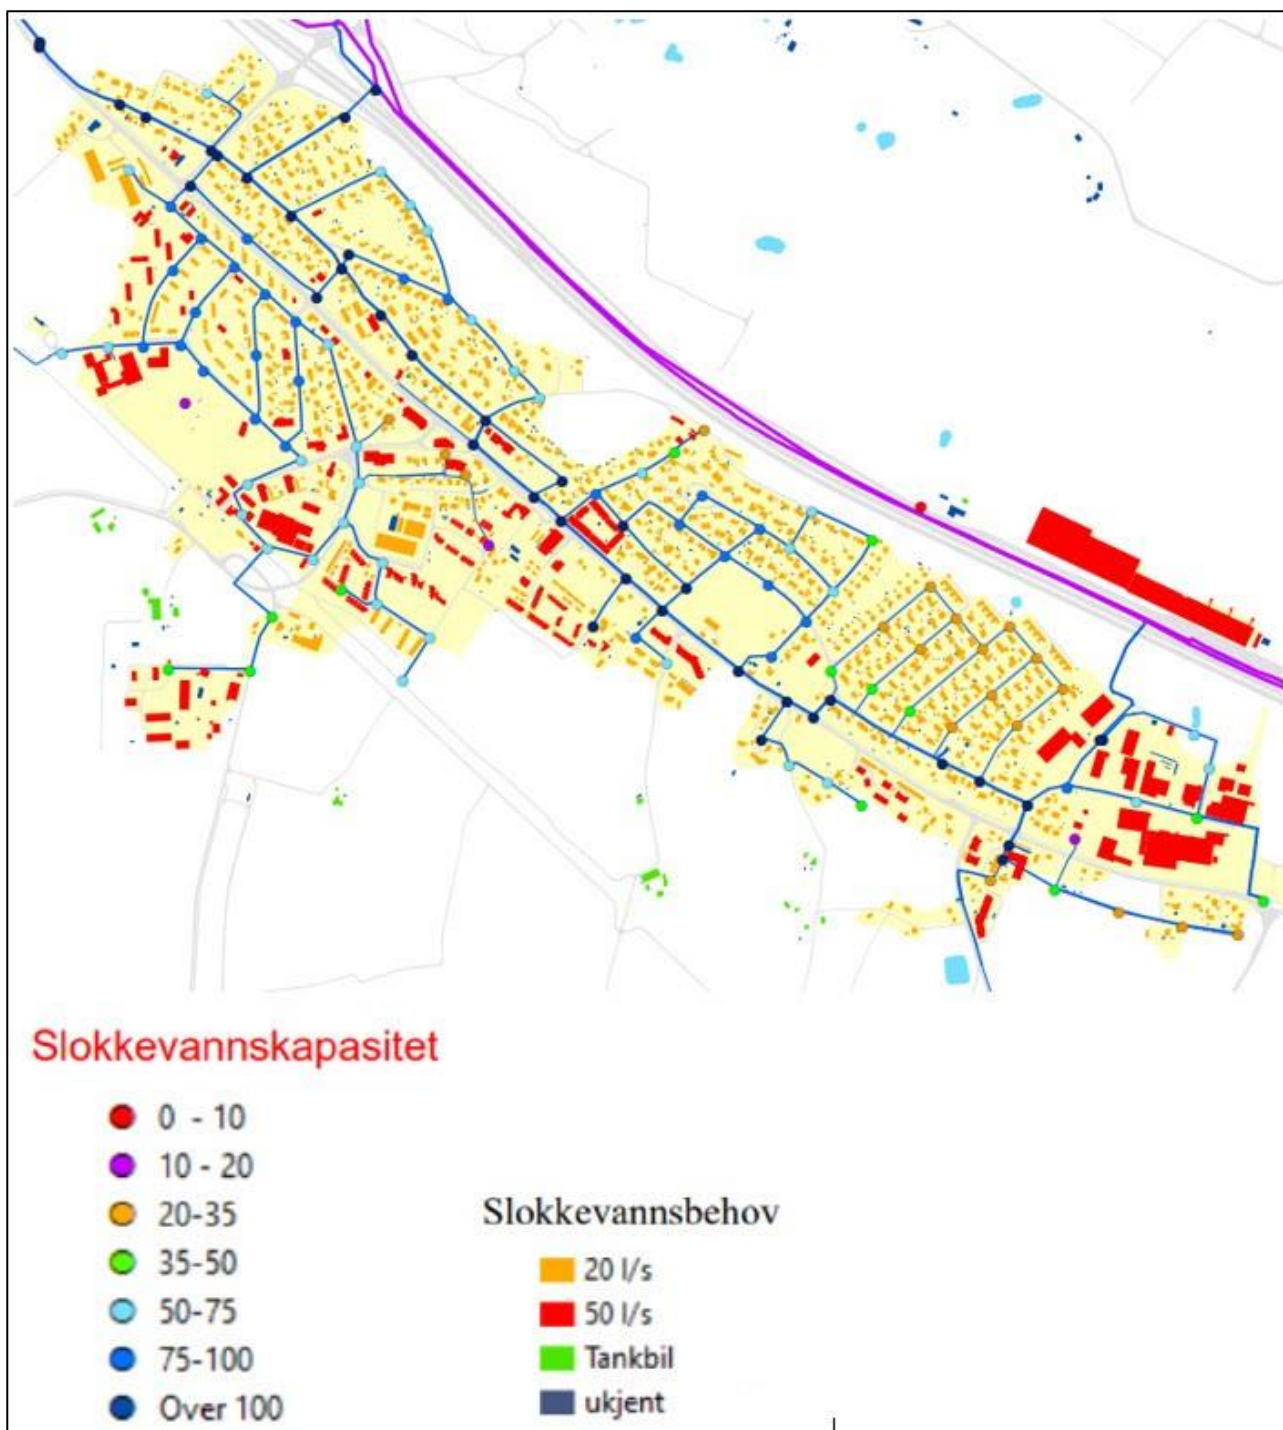 Slokkevannskapasitet
0 - 10
10 - 20
20-35
35-50
50-75
75-100
Over 100
Slokkevannsbehov
20 l/s
50 l/s
Tankbil
ukjent